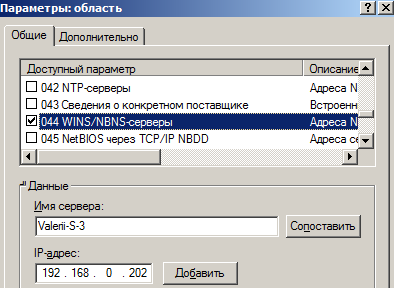 Параметры: область
Общие Дополнительно
Доступный параметр Описание
042 NTP-серверы Адреса N
043 Сведения о конкретном поставщике Встроенн
044 WINS/NBNS-серверы Адреса N
045 NetBIOS через TCP/IP NBDD Адреса се
Данные
Имя сервера:
Valerii-S-3 Сопоставить
IP-адрес:
192 . 168 . 0 . 202 Добавить